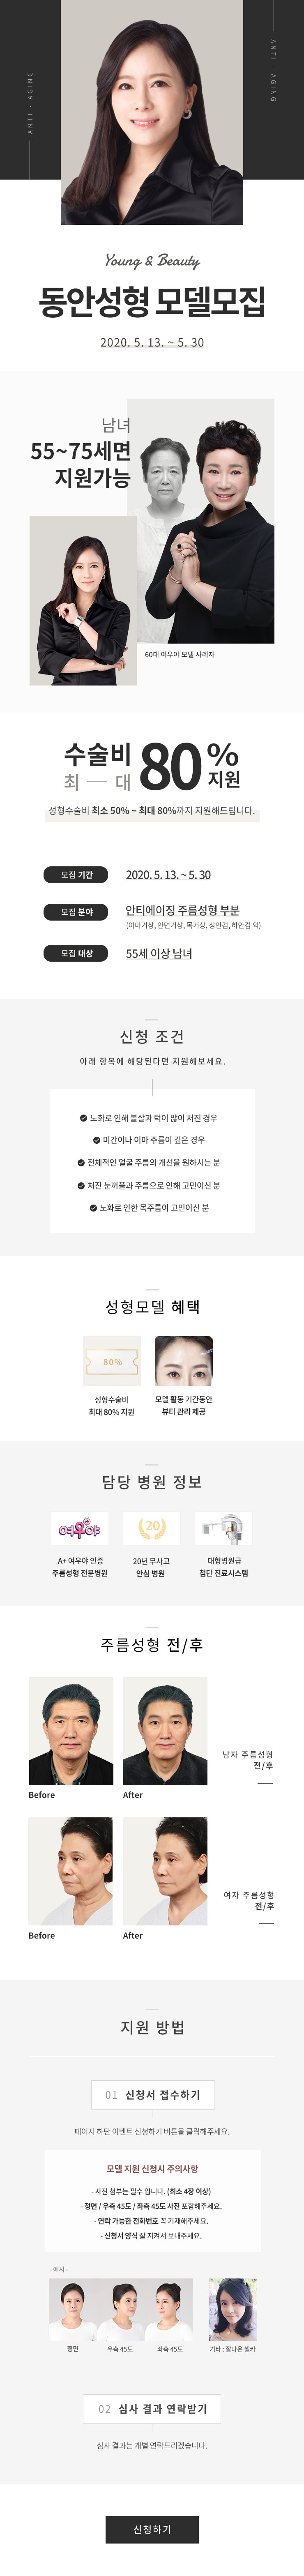 ANTI - AGING
ANTI - AGING
Young & Beauty
동안성형 모델모집
2020. 5. 13. ~ 5. 30
남녀
55~75세면
지원가능
60대 여우야 모델 사례자
수술비
최 대
80%
지원
성형수술비 최소 50% ~ 최대 80%까지 지원해드립니다.
모집 기간
2020. 5. 13. ~ 5. 30
모집 분야
안티에이징 주름성형 부분
(이마거상, 안면거상, 목거상, 상안검, 하안검 외)
모집 대상
55세 이상 남녀
신청 조건
아래 항목에 해당된다면 지원해보세요.
노화로 인해 볼살과 턱이 많이 처진 경우
미간이나 이마 주름이 깊은 경우
전체적인 얼굴 주름의 개선을 원하시는 분
처진 눈꺼풀과 주름으로 인해 고민이신 분
노화로 인한 목주름이 고민이신 분
성형모델 혜택
80%
성형수술비
최대 80% 지원
모델 활동 기간동안
뷰티 관리 제공
담당 병원 정보
여우야
20
A+ 여우야 인증
주름성형 전문병원
20년 무사고
안심 병원
대형병원급
첨단 진료시스템
주름성형 전/후
Before
After
남자 주름성형
전/후
Before
After
여자 주름성형
전/후
지원 방법
01 신청서 접수하기
페이지 하단 이벤트 신청하기 버튼을 클릭해주세요.
모델 지원 신청시 주의사항
- 사진 첨부는 필수 입니다. (최소 4장 이상)
- 정면 / 우측 45도 / 좌측 45도 사진 포함해주세요.
- 연락 가능한 전화번호 꼭 기재해주세요.
- 신청서 양식 잘 지켜서 보내주세요.
- 예시 -
정면
우측 45도
좌측 45도
기타 : 잘나온 셀카
02 심사 결과 연락받기
심사 결과는 개별 연락드리겠습니다.
신청하기